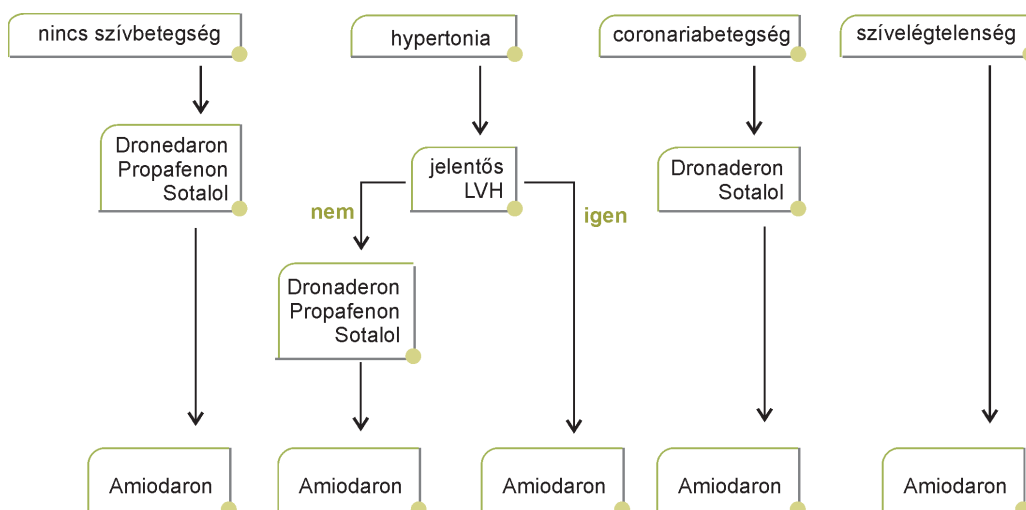 nincs szívbetegség
hypertonia
coronariabetegség
szívelégtelenség
Dronedaron
Propafenon
Sotalol
jelentős
LVH
Dronaderon
Sotalol
nem
igen
Dronaderon
Propafenon
Sotalol
Amiodaron
Amiodaron
Amiodaron
Amiodaron
Amiodaron